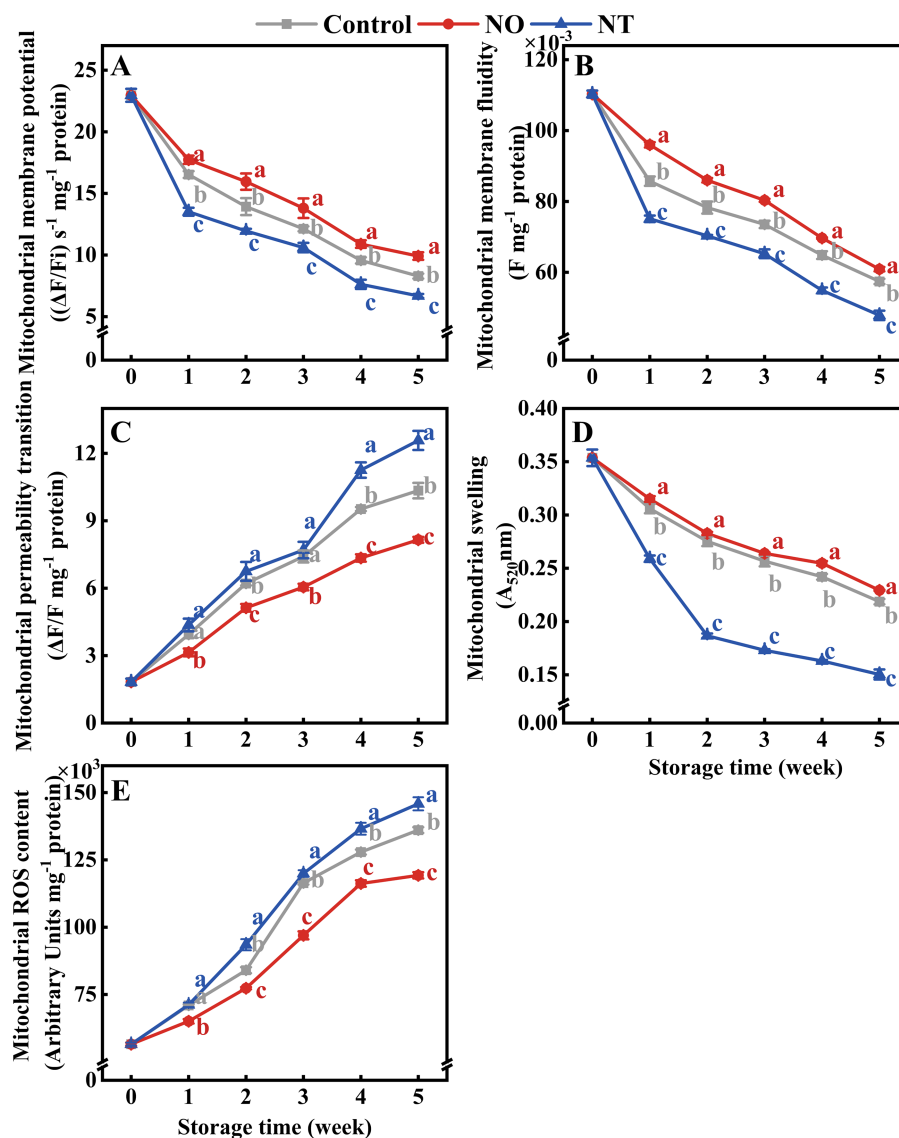 Control NO NT
A
Mitochondrial membrane potential
((ΔF/Fi) s⁻¹ mg⁻¹ protein)
25
20
15
10
5
0
a
a
a
a
a
b
b
b
b
b
c
c
c
c
c
0 1 2 3 4 5
B
Mitochondrial membrane fluidity
(F mg⁻¹ protein)
×10⁻³
120
100
80
60
0
a
a
a
a
a
b
b
b
b
b
c
c
c
c
c
0 1 2 3 4 5
C
Mitochondrial permeability transition
(ΔF/F mg⁻¹ protein)
12
9
6
3
0
a
a
a
a
a
a
b
b
b
a
b
c
b
c
c
0 1 2 3 4 5
D
Mitochondrial swelling
(A₅₂₀nm)
0.40
0.35
0.30
0.25
0.20
0.15
0.00
a
a
a
a
a
b
b
b
b
b
c
c
c
c
c
0 1 2 3 4 5
Storage time (week)
E
Mitochondrial ROS content
(Arbitrary Units mg⁻¹ protein)
×10³
150
125
100
75
0
a
a
a
a
a
a
b
b
b
b
b
c
c
c
c
0 1 2 3 4 5
Storage time (week)